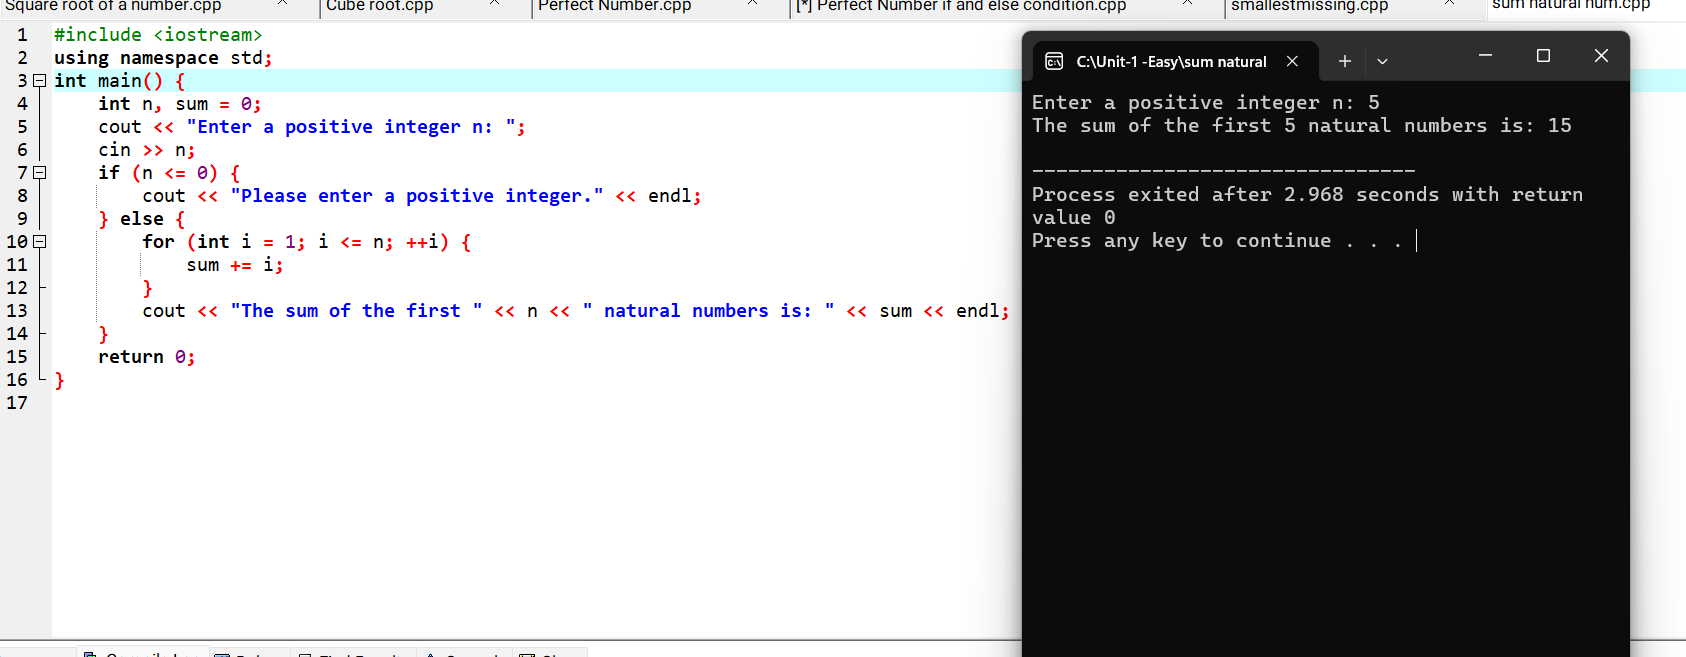 Square root of a number.cpp
Cube root.cpp
Perfect Number.cpp
[*] Perfect Number if and else condition.cpp
smallestmissing.cpp
sum natural num.cpp
1 #include <iostream>
2 using namespace std;
3 int main() {
4 int n, sum = 0;
5 cout << "Enter a positive integer n: ";
6 cin >> n;
7 if (n <= 0) {
8 cout << "Please enter a positive integer." << endl;
9 } else {
10 for (int i = 1; i <= n; ++i) {
11 sum += i;
12 }
13 cout << "The sum of the first " << n << " natural numbers is: " << sum << endl;
14 }
15 return 0;
16 }
17
C:\Unit-1 -Easy\sum natural
Enter a positive integer n: 5
The sum of the first 5 natural numbers is: 15
--------------------------------
Process exited after 2.968 seconds with return
value 0
Press any key to continue . . .